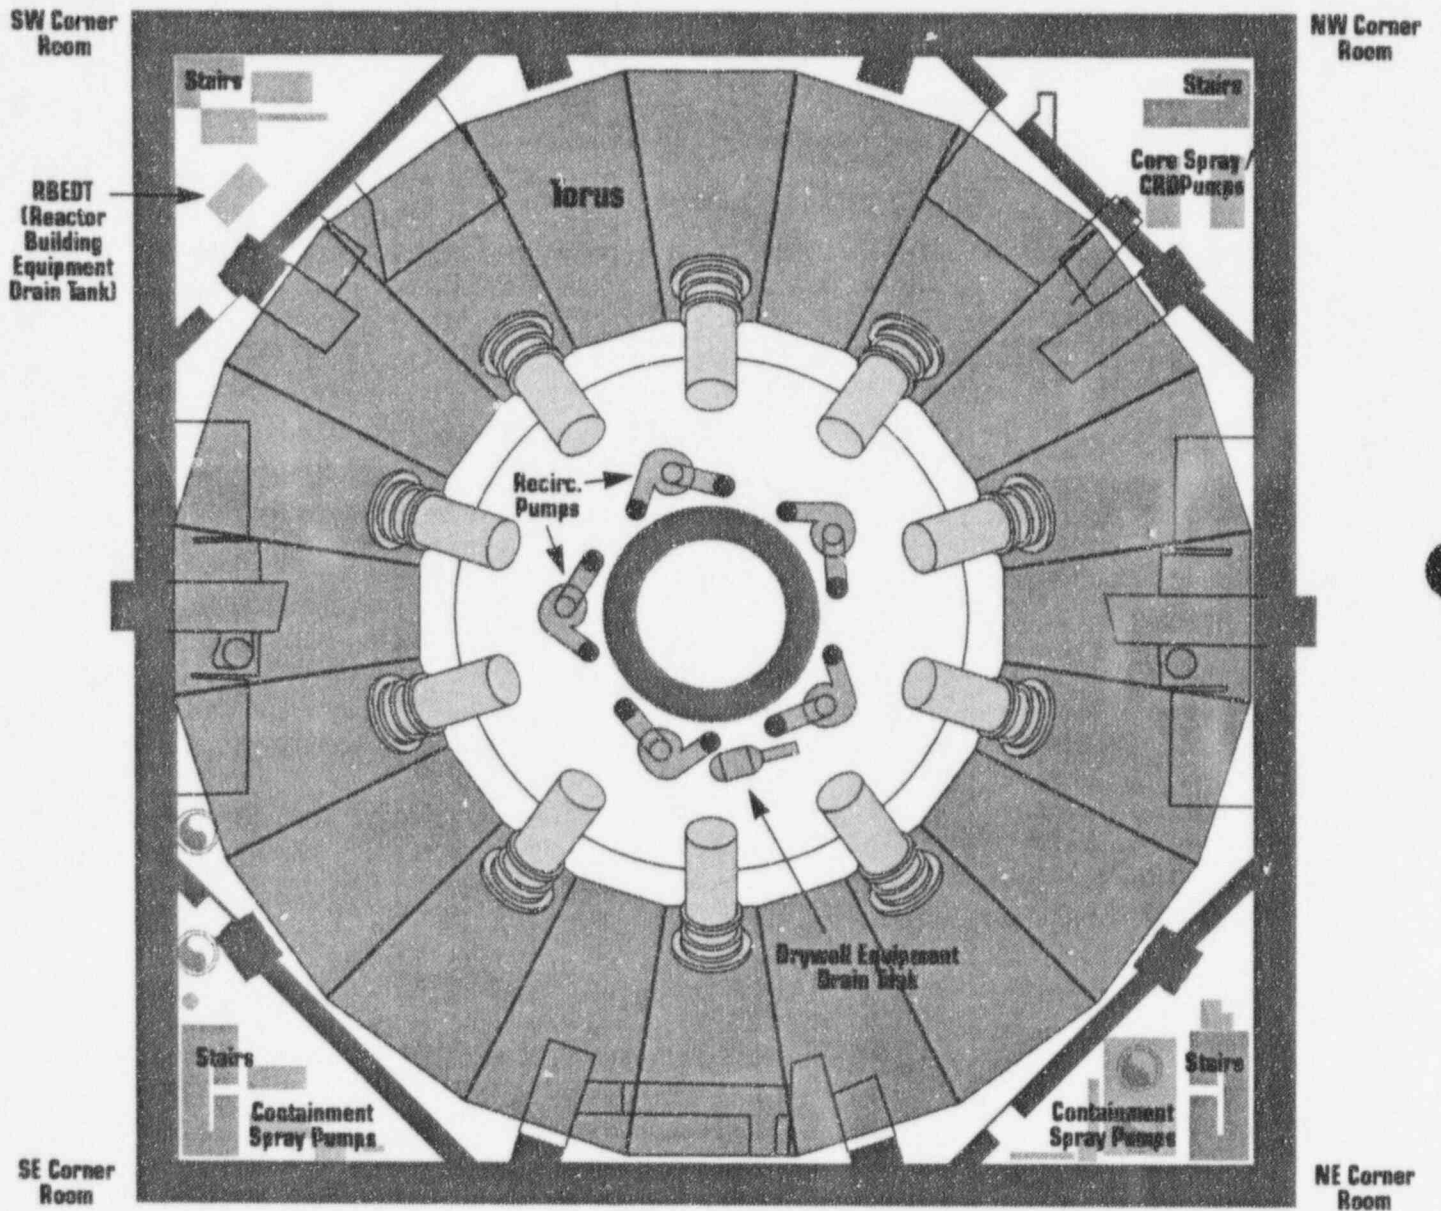 SW Corner
Room
NW Corner
Room
Stairs
Stairs
Core Spray /
CRDPumps
RBEDT
(Reactor
Building
Equipment
Drain Tank)
Torus
Recirc.
Pumps
Drywell Equipment
Drain Tank
Stairs
Containment
Spray Pumps
Stairs
Containment
Spray Pumps
SE Corner
Room
NE Corner
Room